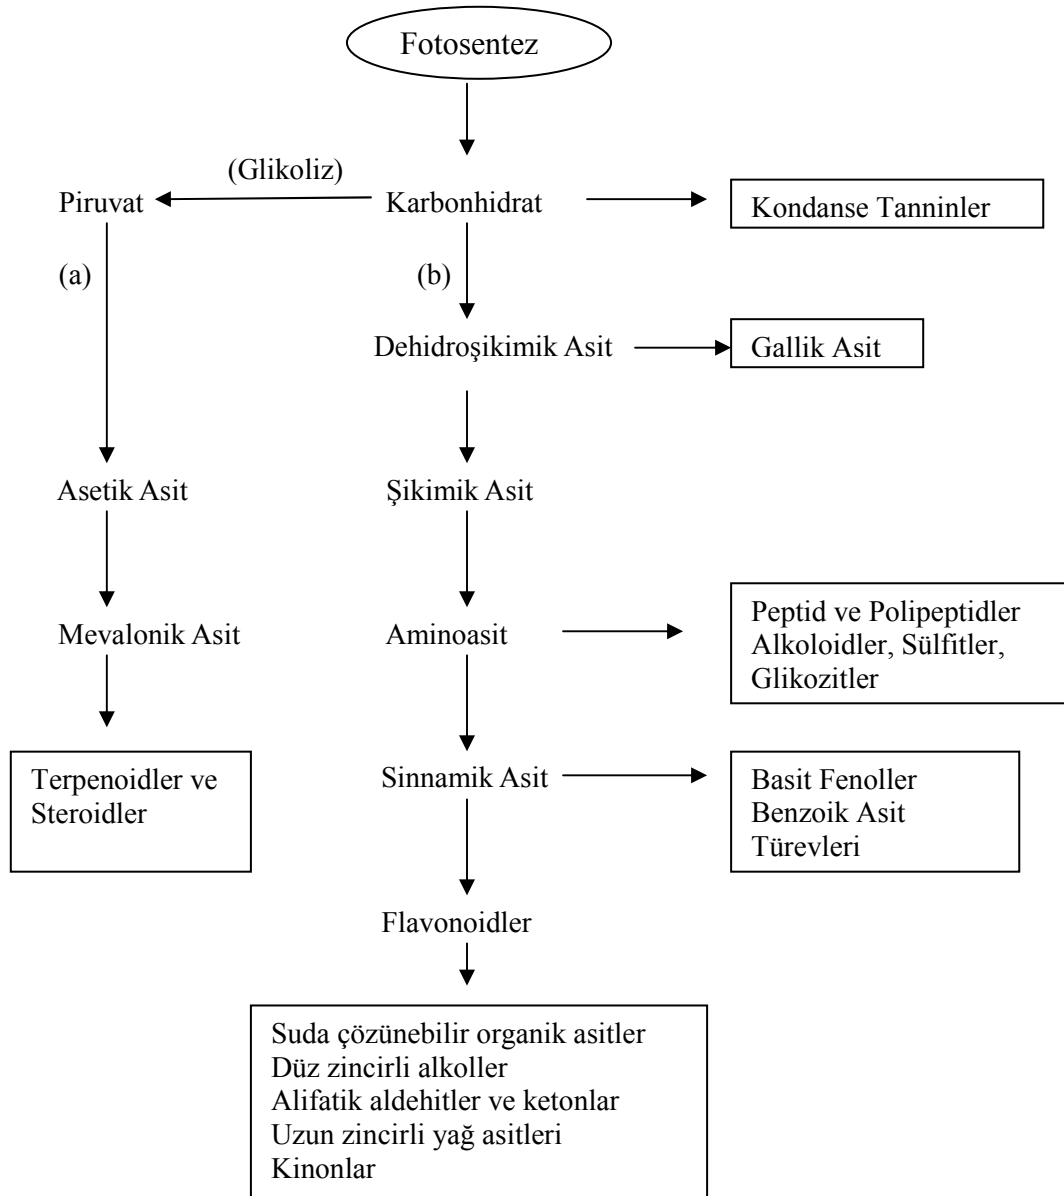 Fotosentez
(Glikoliz)
Piruvat
Karbonhidrat
Kondanse Tanninler
(a)
(b)
Dehidroşikimik Asit
Gallik Asit
Asetik Asit
Şikimik Asit
Mevalonik Asit
Aminoasit
Peptid ve Polipeptidler
Alkoloidler, Sülfitler,
Glikozitler
Terpenoidler ve
Steroidler
Sinnamik Asit
Basit Fenoller
Benzoik Asit
Türevleri
Flavonoidler
Suda çözünebilir organik asitler
Düz zincirli alkoller
Alifatik aldehitler ve ketonlar
Uzun zincirli yağ asitleri
Kinonlar